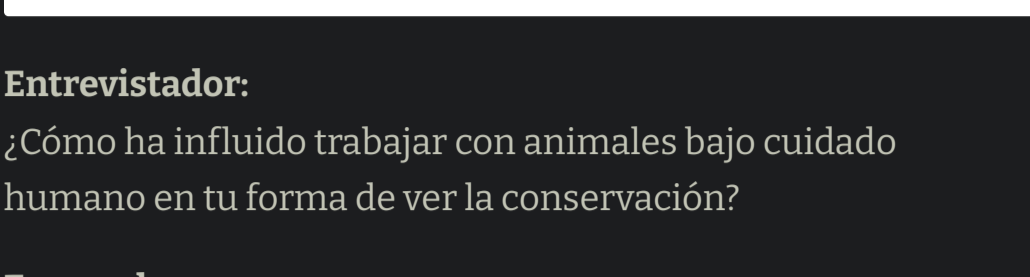 Entrevistador:
¿Cómo ha influido trabajar con animales bajo cuidado
humano en tu forma de ver la conservación?